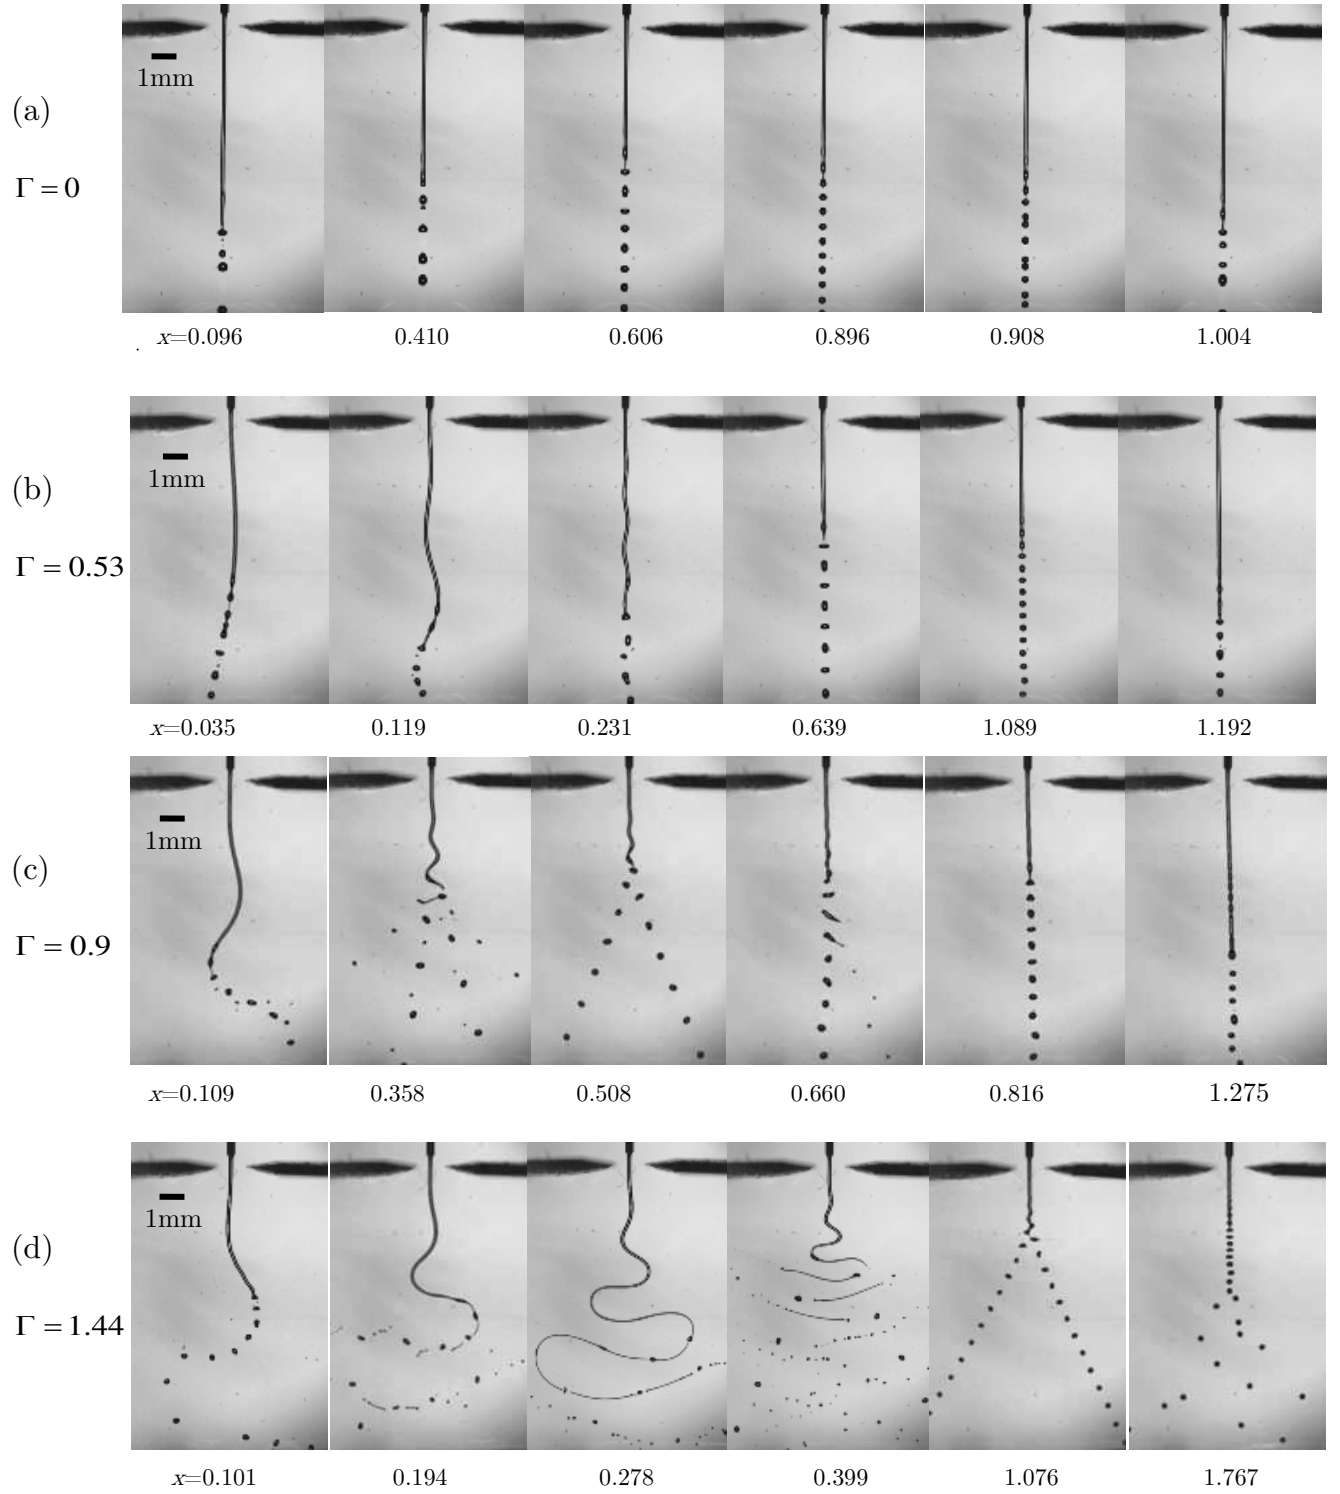 1mm
(a)
Γ = 0
x=0.096 0.410 0.606 0.896 0.908 1.004
1mm
(b)
Γ = 0.53
x=0.035 0.119 0.231 0.639 1.089 1.192
1mm
(c)
Γ = 0.9
x=0.109 0.358 0.508 0.660 0.816 1.275
1mm
(d)
Γ = 1.44
x=0.101 0.194 0.278 0.399 1.076 1.767